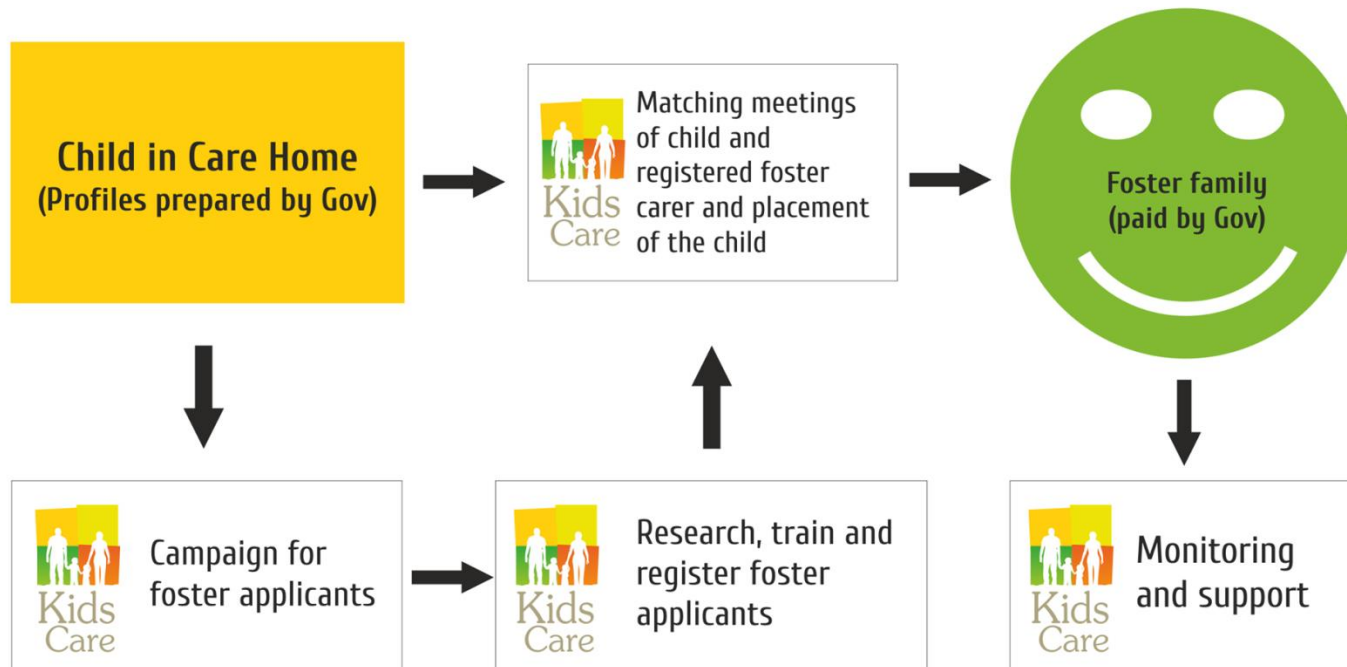 Child in Care Home
(Profiles prepared by Gov)
Kids
Care
Matching meetings
of child and
registered foster
carer and placement
of the child
Foster family
(paid by Gov)
Kids
Care
Campaign for
foster applicants
Kids
Care
Research, train and
register foster
applicants
Kids
Care
Monitoring
and support